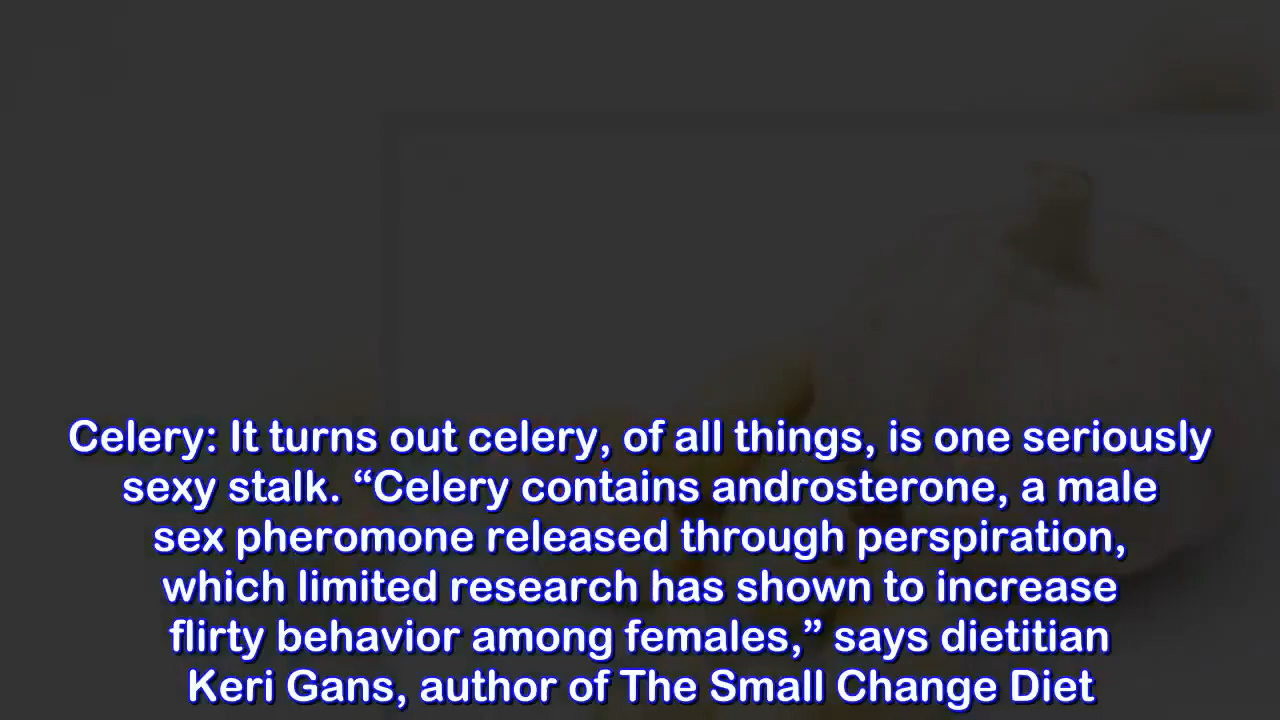 Celery: It turns out celery, of all things, is one seriously
sexy stalk. “Celery contains androsterone, a male
sex pheromone released through perspiration,
which limited research has shown to increase
flirty behavior among females,” says dietitian
Keri Gans, author of The Small Change Diet